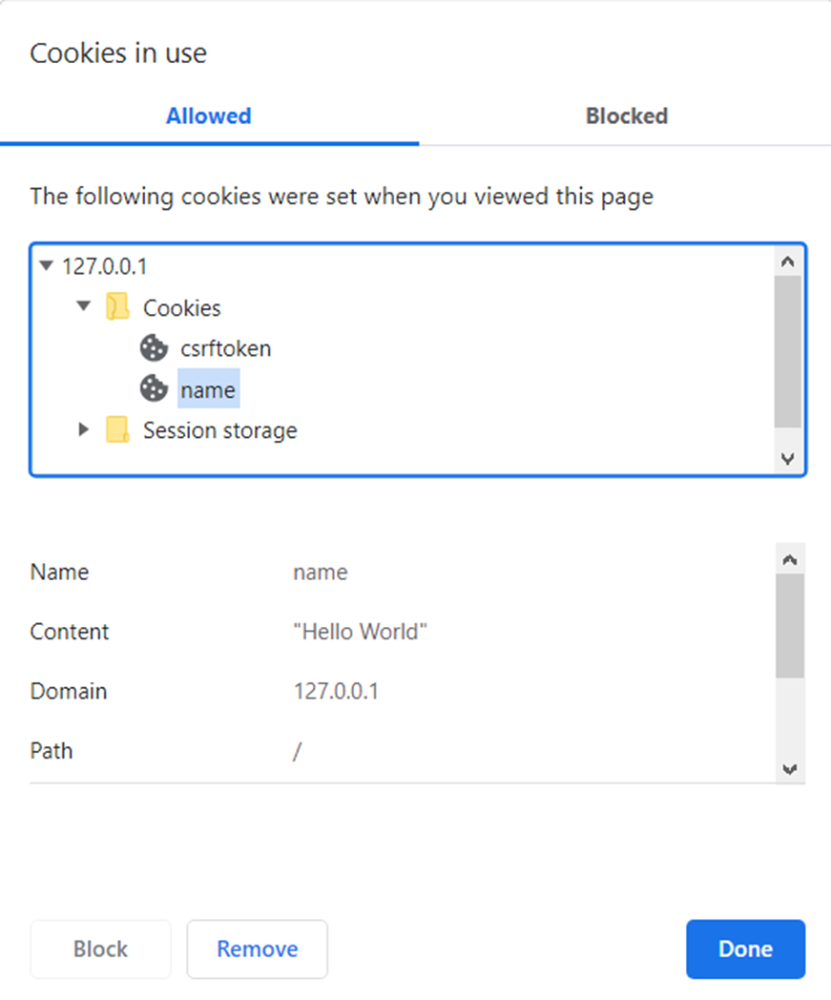 Cookies in use
Allowed Blocked
The following cookies were set when you viewed this page
127.0.0.1
Cookies
csrftoken
name
Session storage
Name name
Content "Hello World"
Domain 127.0.0.1
Path /
Block Remove Done